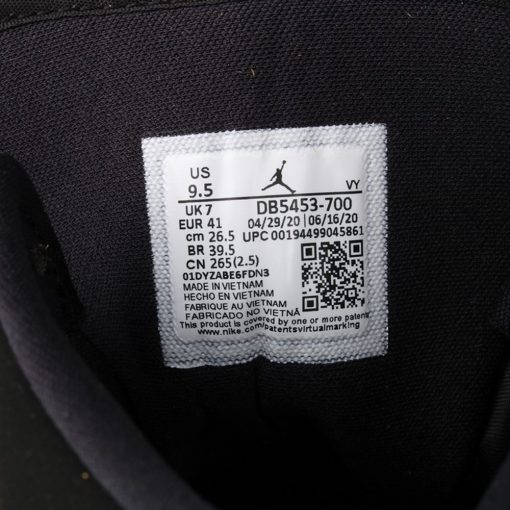 US
9.5
VY
UK 7 DB5453-700
EUR 41 04/29/20 06/16/20
cm 26.5 UPC 00194499045861
BR 39.5
CN 265(2.5)
01DYZABE6FDN3
MADE IN VIETNAM
HECHO EN VIETNAM
FABRIQUE AU VIETNAM
FABRICADO NO VIETNÃ
This product is covered by one or more patents
www.nike.com/patentsvirtualmarking